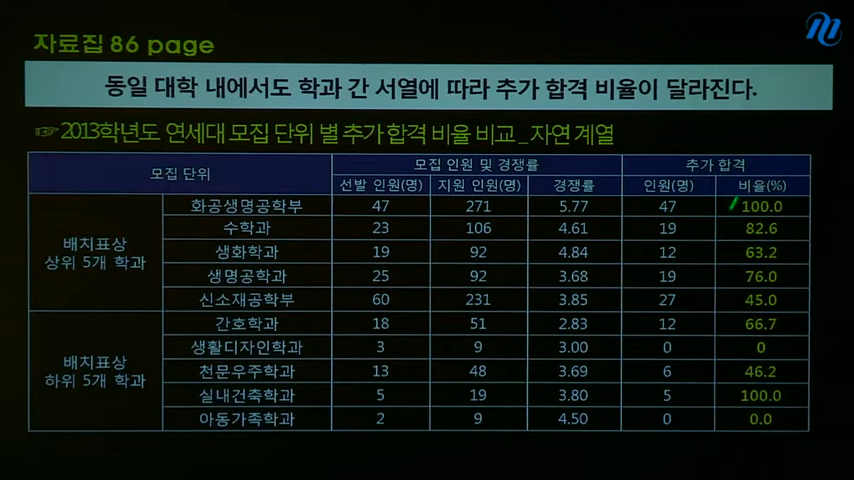 자료집 86 page
동일 대학 내에서도 학과 간 서열에 따라 추가 합격 비율이 달라진다.
☞2013학년도 연세대 모집 단위 별 추가 합격 비율 비교_자연 계열
모집 단위 모집 인원 및 경쟁률 추가 합격
선발 인원(명) 지원 인원(명) 경쟁률 인원(명) 비율(%)
배치표상 상위 5개 학과
화공생명공학부 47 271 5.77 47 100.0
수학과 23 106 4.61 19 82.6
생화학과 19 92 4.84 12 63.2
생명공학과 25 92 3.68 19 76.0
신소재공학부 60 231 3.85 27 45.0
배치표상 하위 5개 학과
간호학과 18 51 2.83 12 66.7
생활디자인학과 3 9 3.00 0 0
천문우주학과 13 48 3.69 6 46.2
실내건축학과 5 19 3.80 5 100.0
아동가족학과 2 9 4.50 0 0.0